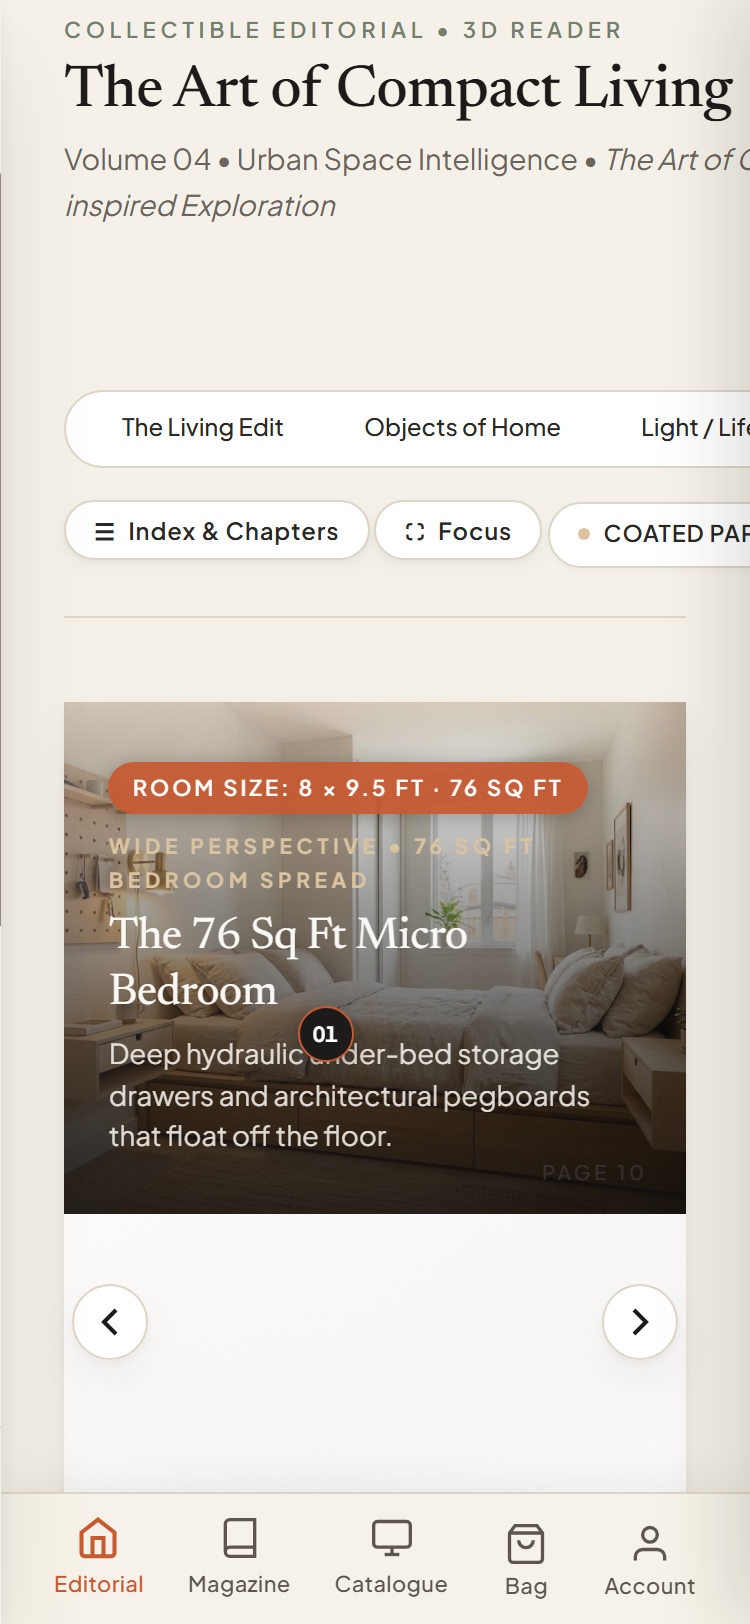 COLLECTIBLE EDITORIAL • 3D READER
The Art of Compact Living
Volume 04 • Urban Space Intelligence • The Art of
inspired Exploration
The Living Edit
Objects of Home
Light / Life
Index & Chapters
Focus
COATED
ROOM SIZE: 8 × 9.5 FT · 76 SQ FT
WIDE PERSPECTIVE • 76 SQ FT
BEDROOM SPREAD
The 76 Sq Ft Micro
Bedroom
01
Deep hydraulic under-bed storage
drawers and architectural pegboards
that float off the floor.
PAGE 10
Editorial
Magazine
Catalogue
Bag
Account